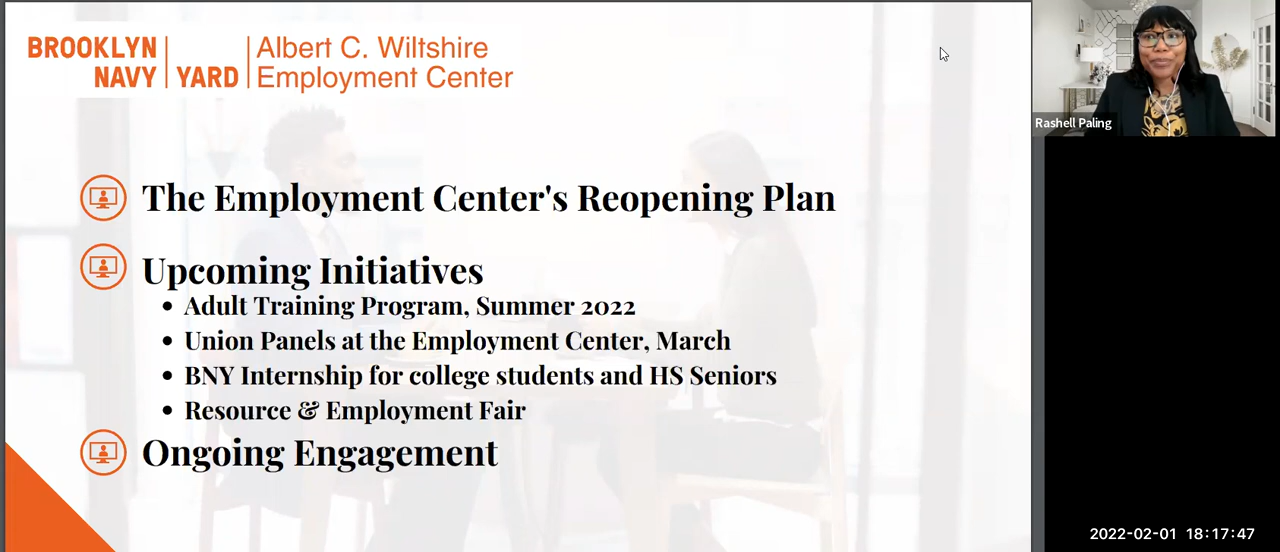 BROOKLYN NAVY YARD
Albert C. Wiltshire
Employment Center
The Employment Center's Reopening Plan
Upcoming Initiatives
• Adult Training Program, Summer 2022
• Union Panels at the Employment Center, March
• BNY Internship for college students and HS Seniors
• Resource & Employment Fair
Ongoing Engagement
Rashell Paling
2022-02-01 18:17:47